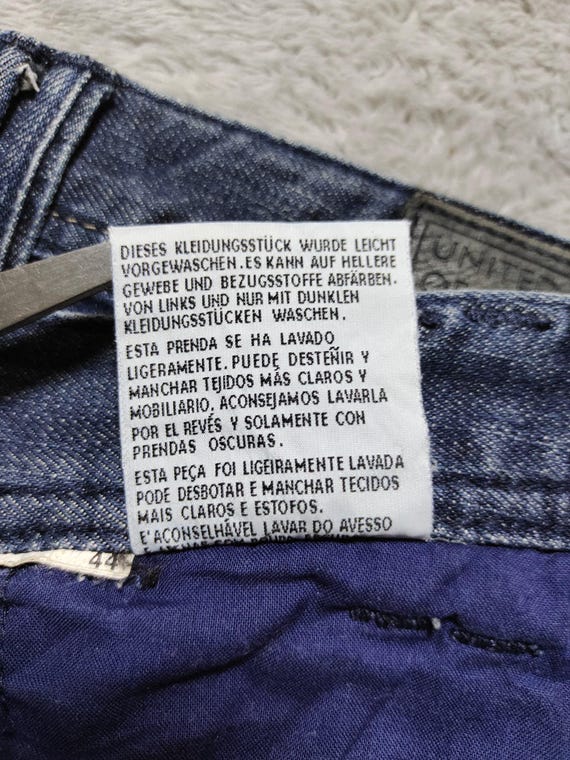 DIESES KLEIDUNGSSTÜCK WURDE LEICHT
VORGEWASCHEN. ES KANN AUF HELLERE
GEWEBE UND BEZUGSSTOFFE ABFÄRBEN.
VON LINKS UND NUR MIT DUNKLEN
KLEIDUNGSSTÜCKEN WASCHEN.
ESTA PRENDA SE HA LAVADO
LIGERAMENTE. PUEDE DESTEÑIR Y
MANCHAR TEJIDOS MÁS CLAROS Y
MOBILIARIO, ACONSEJAMOS LAVARLA
POR EL REVÉS Y SOLAMENTE CON
PRENDAS OSCURAS.
ESTA PEÇA FOI LIGEIRAMENTE LAVADA
PODE DESBOTAR E MANCHAR TECIDOS
MAIS CLAROS E ESTOFOS.
E'ACONSELHÁVEL LAVAR DO AVESSO
UNITED
44